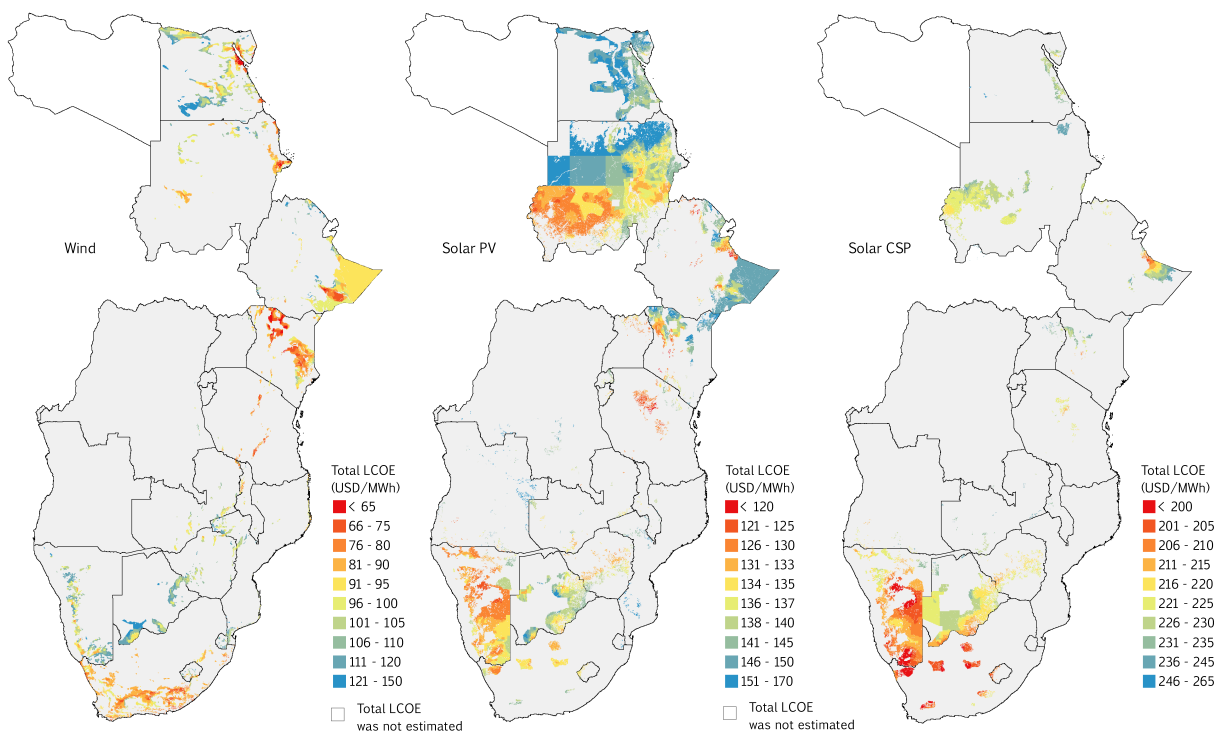 Wind
Total LCOE
(USD/MWh)
< 65
66 - 75
76 - 80
81 - 90
91 - 95
96 - 100
101 - 105
106 - 110
111 - 120
121 - 150
Total LCOE
was not estimated
Solar PV
Total LCOE
(USD/MWh)
< 120
121 - 125
126 - 130
131 - 133
134 - 135
136 - 137
138 - 140
141 - 145
146 - 150
151 - 170
Total LCOE
was not estimated
Solar CSP
Total LCOE
(USD/MWh)
< 200
201 - 205
206 - 210
211 - 215
216 - 220
221 - 225
226 - 230
231 - 235
236 - 245
246 - 265